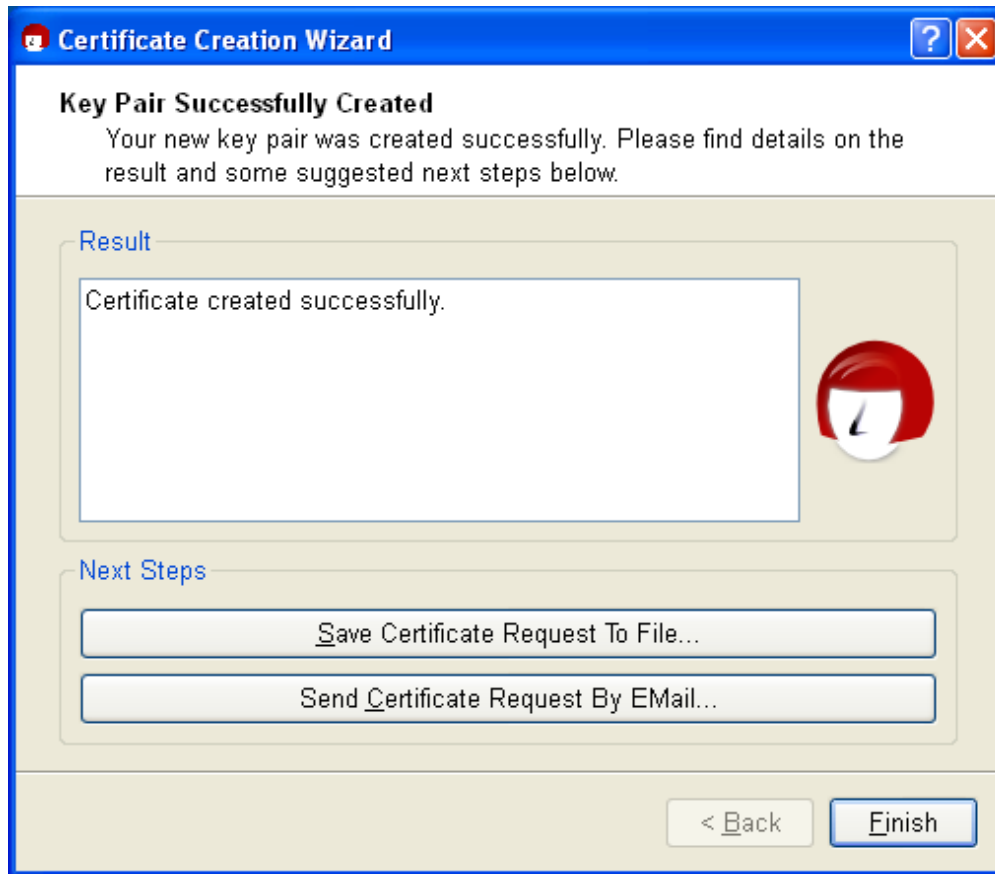 Certificate Creation Wizard
Key Pair Successfully Created
Your new key pair was created successfully. Please find details on the
result and some suggested next steps below.
Result
Certificate created successfully.
Next Steps
Save Certificate Request To File...
Send Certificate Request By EMail...
< Back
Finish